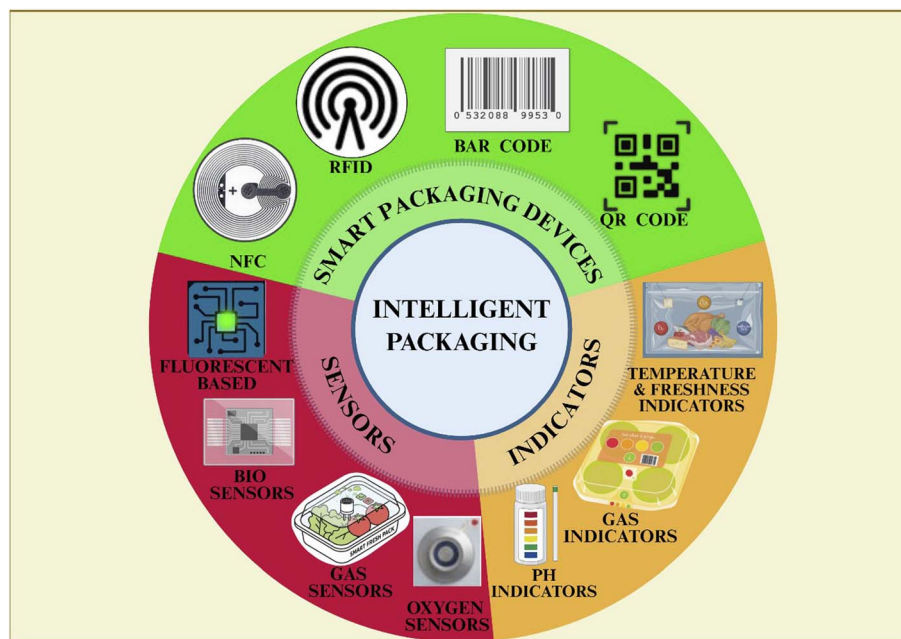 0 532088 9953 0
BAR CODE
RFID
QR CODE
NFC
SMART PACKAGING DEVICES
INTELLIGENT
PACKAGING
SENSORS
INDICATORS
FLUORESCENT
BASED
BIO
SENSORS
SMART FRESH PACK
GAS
SENSORS
OXYGEN
SENSORS
TEMPERATURE
& FRESHNESS
INDICATORS
GAS
INDICATORS
PH
INDICATORS